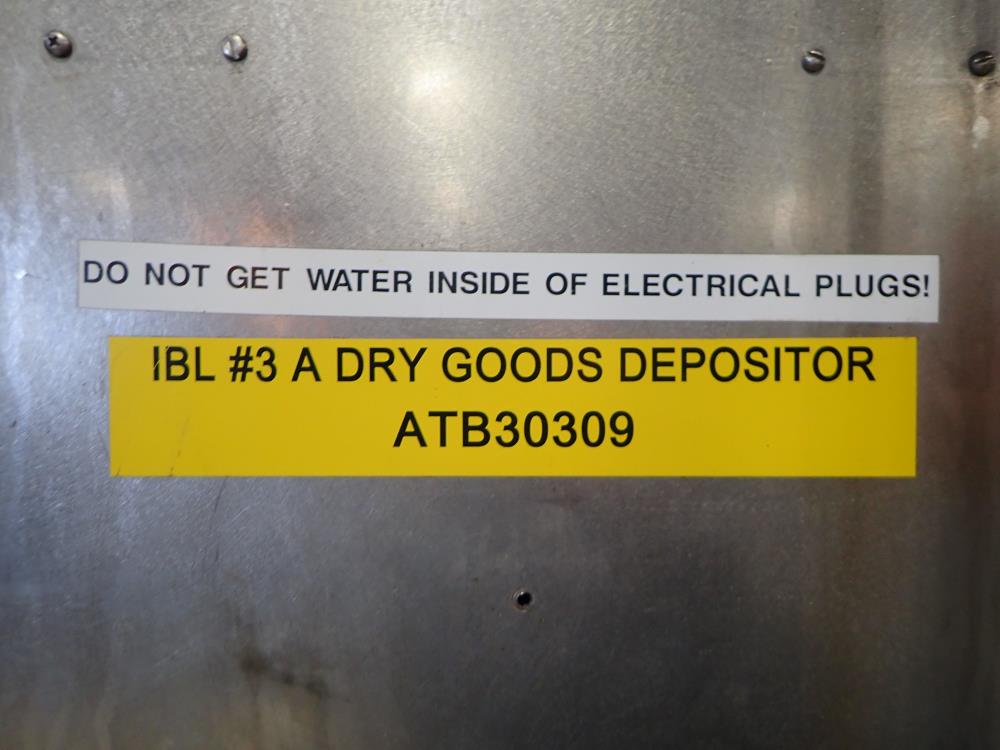 DO NOT GET WATER INSIDE OF ELECTRICAL PLUGS!
IBL #3 A DRY GOODS DEPOSITOR
ATB30309